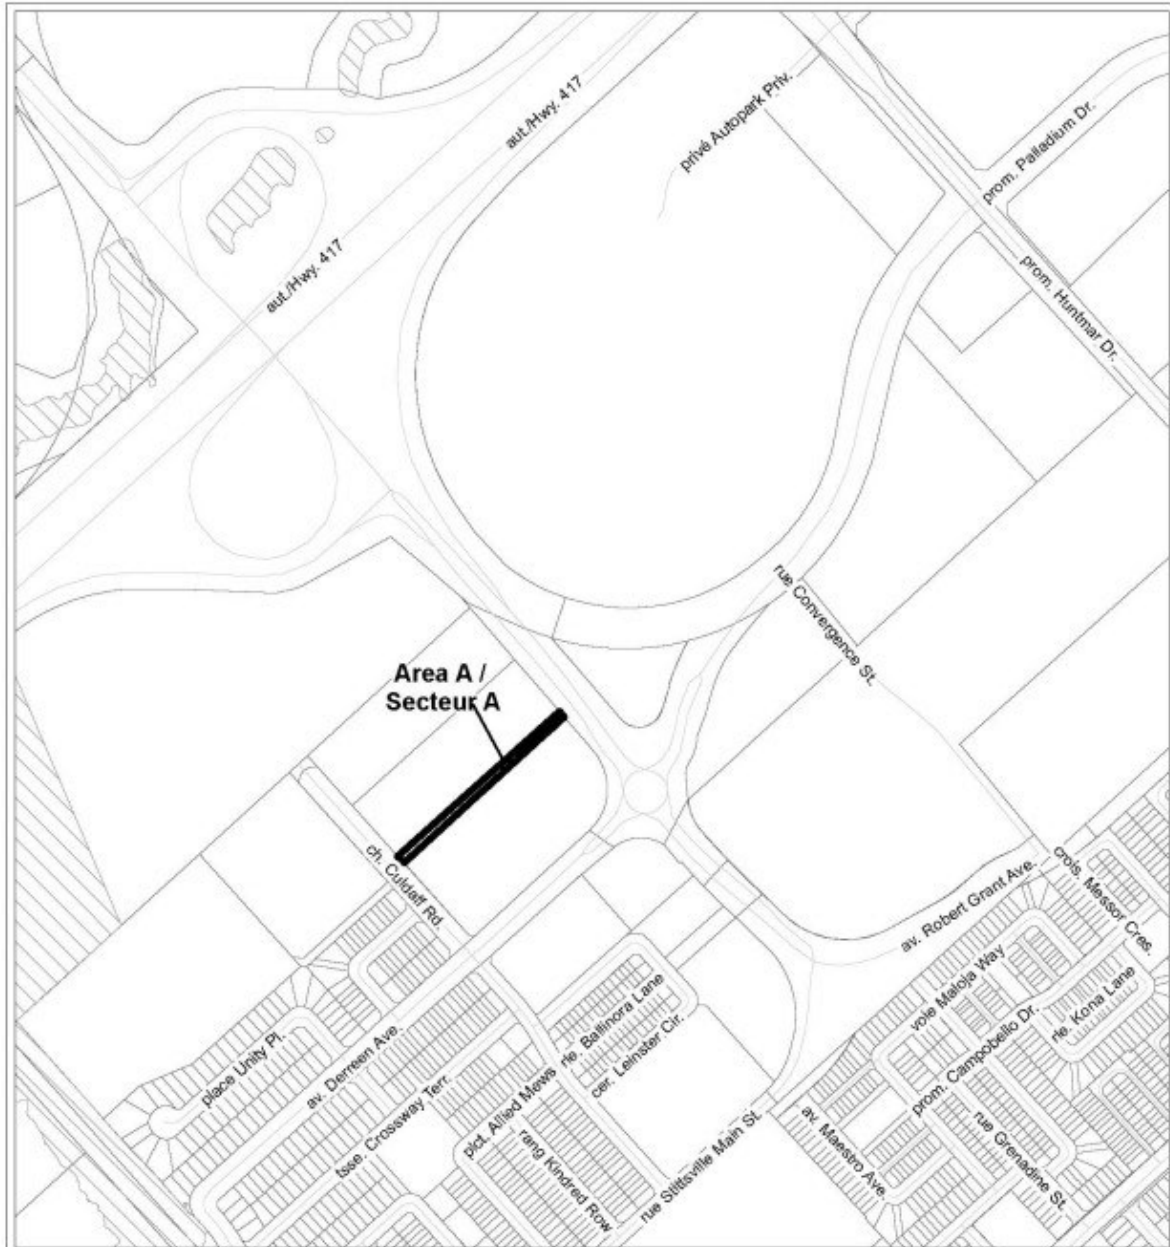 aut./Hwy. 417
privé Autopark Priv.
prom. Palladium Dr.
aut./Hwy. 417
prom. Huntmar Dr.
rue Convergence St.
Area A /
Secteur A
ch. Culdaff Rd.
av. Robert Grant Ave.
crois. Messor Cres.
voie Maloja Way
rle. Kona Lane
prom. Campobello Dr.
rle. Ballinora Lane
cer. Leinster Cir.
place Unity Pl.
av. Derreen Ave.
tsse. Crossway Terr.
plct. Allied Mews
rang Kindred Row
rue Stittsville Main St.
av. Maestro Ave.
rue Grenadine St.